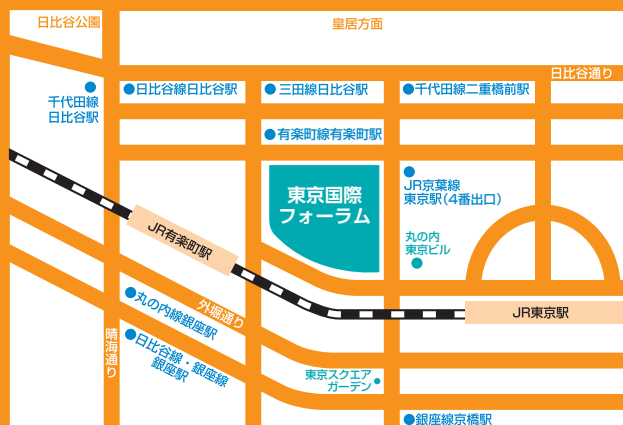 日比谷公園
皇居方面
日比谷通り
千代田線
日比谷駅
日比谷線日比谷駅
三田線日比谷駅
千代田線二重橋前駅
有楽町線有楽町駅
東京国際
フォーラム
JR京葉線
東京駅(4番出口)
丸の内
東京ビル
JR有楽町駅
外堀通り
JR東京駅
丸の内線銀座駅
晴海通り
日比谷線・銀座線
銀座駅
東京スクエア
ガーデン
銀座線京橋駅